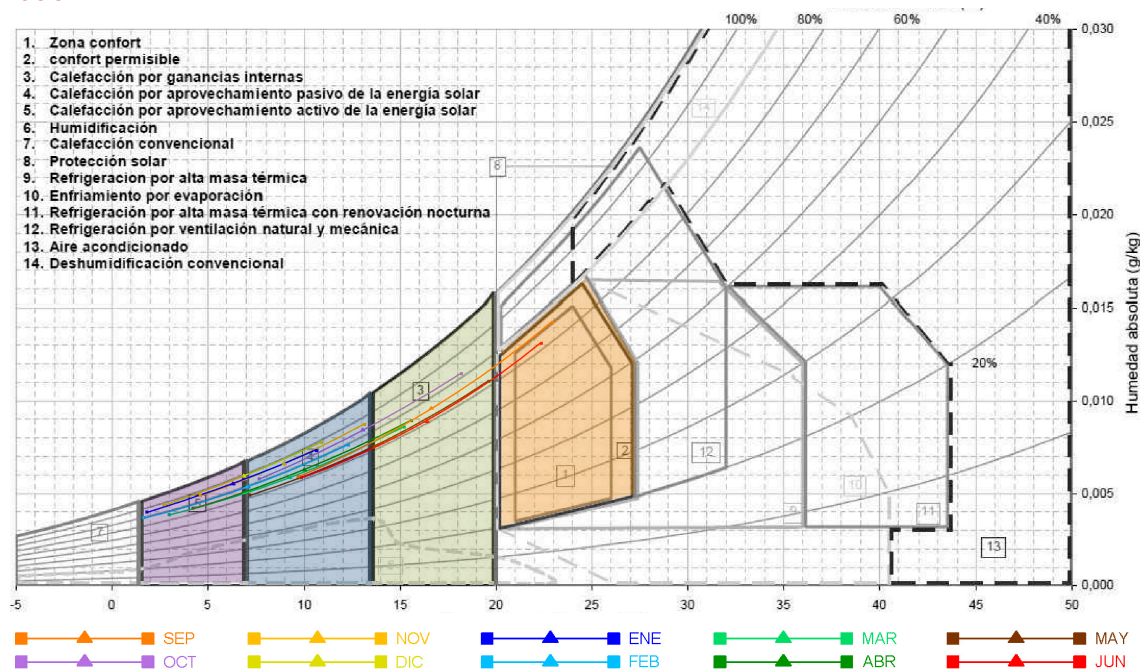 100% 80% 60% 40%
0,030
1. Zona confort
2. confort permisible
3. Calefacción por ganancias internas
4. Calefacción por aprovechamiento pasivo de la energía solar
5. Calefacción por aprovechamiento activo de la energía solar
6. Humidificación
7. Calefacción convencional
8. Protección solar
9. Refrigeracion por alta masa térmica
10. Enfriamiento por evaporación
11. Refrigeración por alta masa térmica con renovación nocturna
12. Refrigeración por ventilación natural y mecánica
13. Aire acondicionado
14. Deshumidificación convencional
14
0,025
8
0,020
Humedad absoluta (g/kg)
0,015
20%
3
0,010
4
2
12
1
10
5
0,005
7
9
11
13
0,000
-5 0 5 10 15 20 25 30 35 40 45 50
SEP NOV ENE MAR MAY
OCT DIC FEB ABR JUN